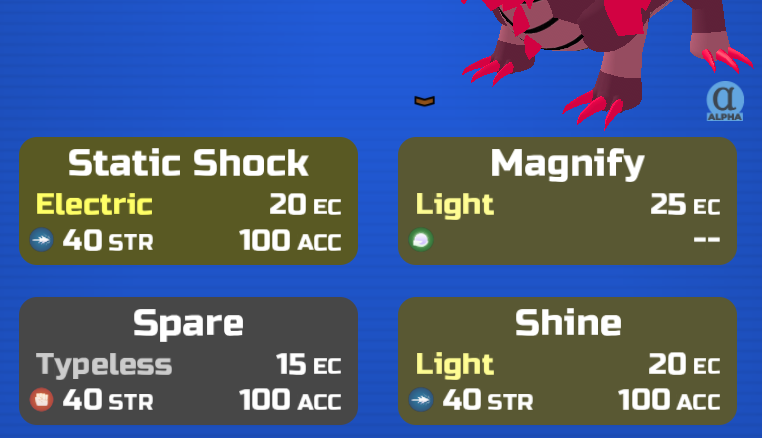 α
ALPHA
Static Shock
Electric 20 EC
40 STR 100 ACC
Magnify
Light 25 EC
--
Spare
Typeless 15 EC
40 STR 100 ACC
Shine
Light 20 EC
40 STR 100 ACC